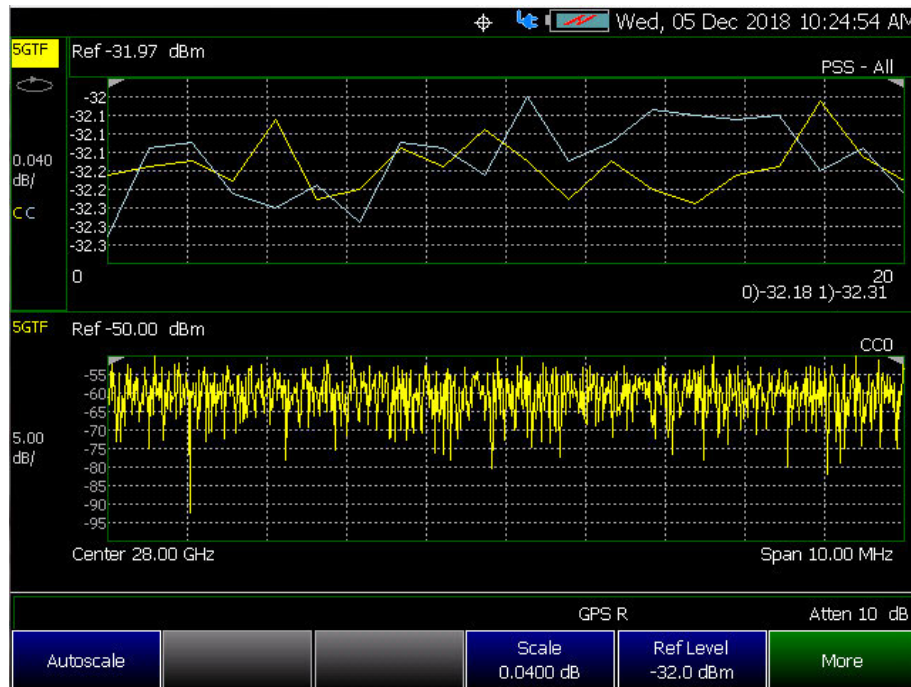 Wed, 05 Dec 2018 10:24:54 AM
5GTF
Ref -31.97 dBm
PSS - All
-32
-32.1
-32.1
-32.1
-32.2
-32.2
-32.3
-32.3
-32.3
0.040
dB/
C C
0
20
0)-32.18 1)-32.31
5GTF
Ref -50.00 dBm
CC0
-55
-60
-65
-70
-75
-80
-85
-90
-95
5.00
dB/
Center 28.00 GHz
Span 10.00 MHz
GPS R
Atten 10 dB
Autoscale
Scale
0.0400 dB
Ref Level
-32.0 dBm
More